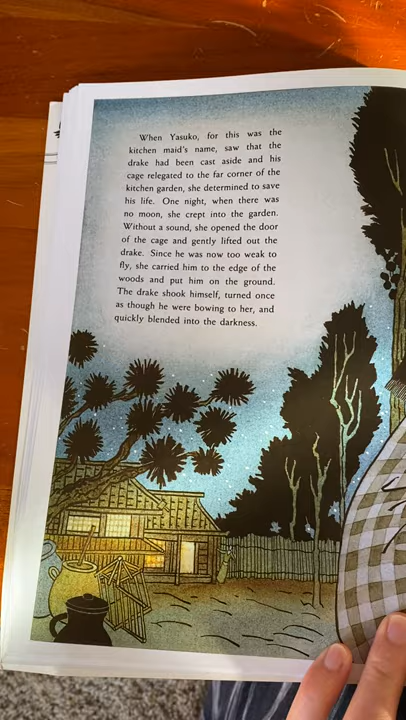 When Yasuko, for this was the
kitchen maid's name, saw that the
drake had been cast aside and his
cage relegated to the far corner of the
kitchen garden, she determined to save
his life. One night, when there was
no moon, she crept into the garden.
Without a sound, she opened the door
of the cage and gently lifted out the
drake. Since he was now too weak to
fly, she carried him to the edge of the
woods and put him on the ground.
The drake shook himself, turned once
as though he were bowing to her, and
quickly blended into the darkness.